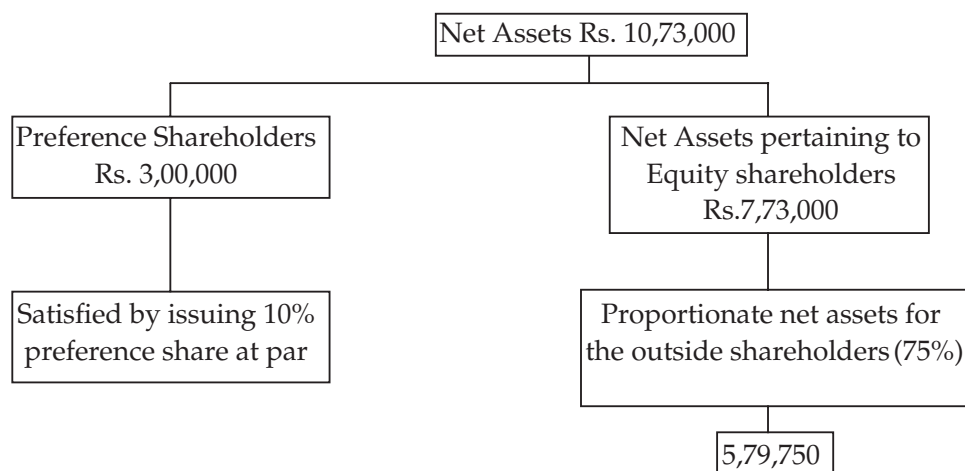 Net Assets Rs. 10,73,000
Preference Shareholders
Rs. 3,00,000
Net Assets pertaining to
Equity shareholders
Rs.7,73,000
Satisfied by issuing 10%
preference share at par
Proportionate net assets for
the outside shareholders (75%)
5,79,750